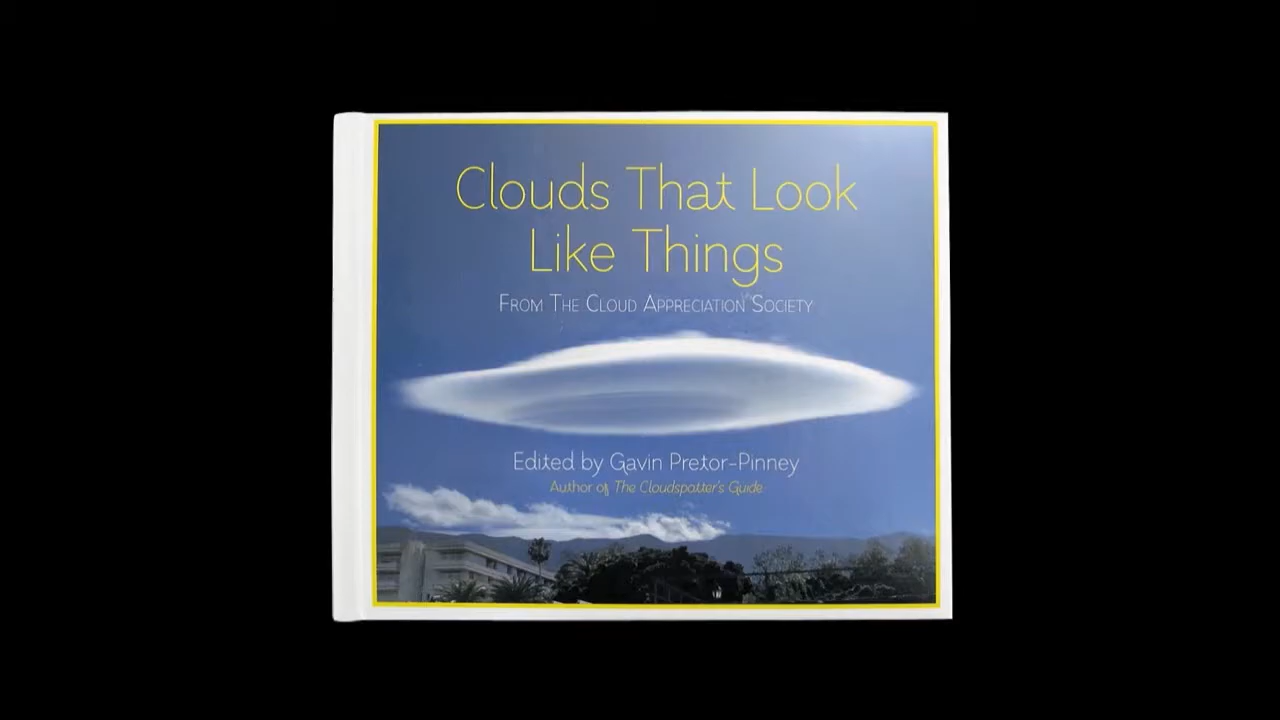 Clouds That Look
Like Things
From The Cloud Appreciation Society
Edited by Gavin Pretor-Pinney
Author of The Cloudspatter's Guide